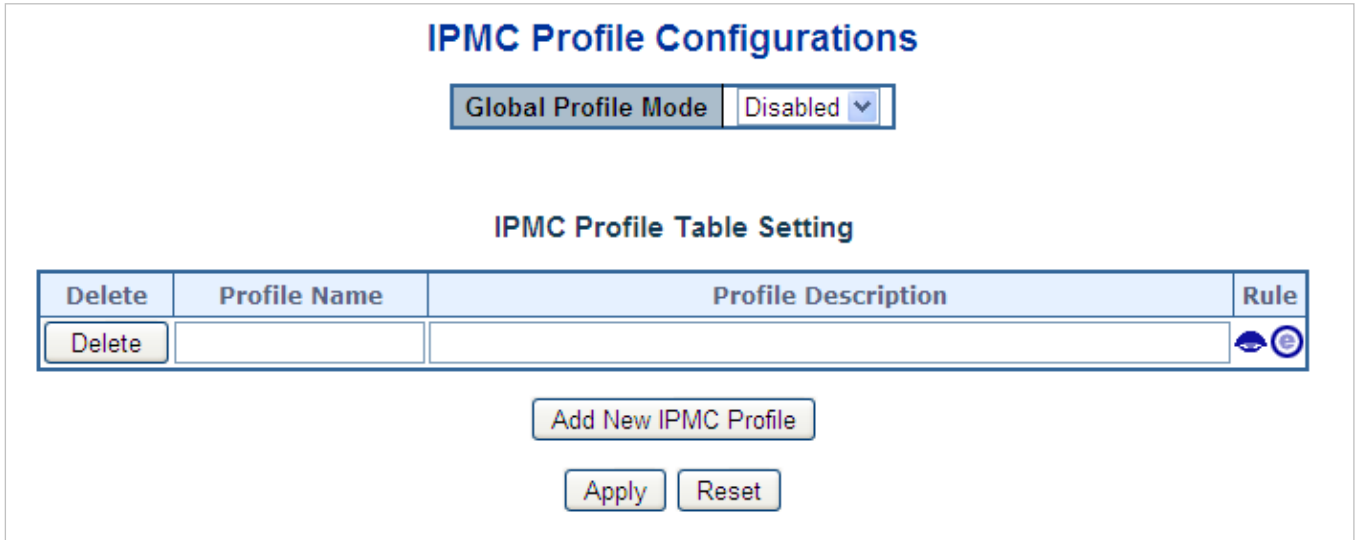 IPMC Profile Configurations
Global Profile Mode Disabled
IPMC Profile Table Setting
Delete Profile Name Profile Description Rule
Delete e
Add New IPMC Profile
Apply Reset